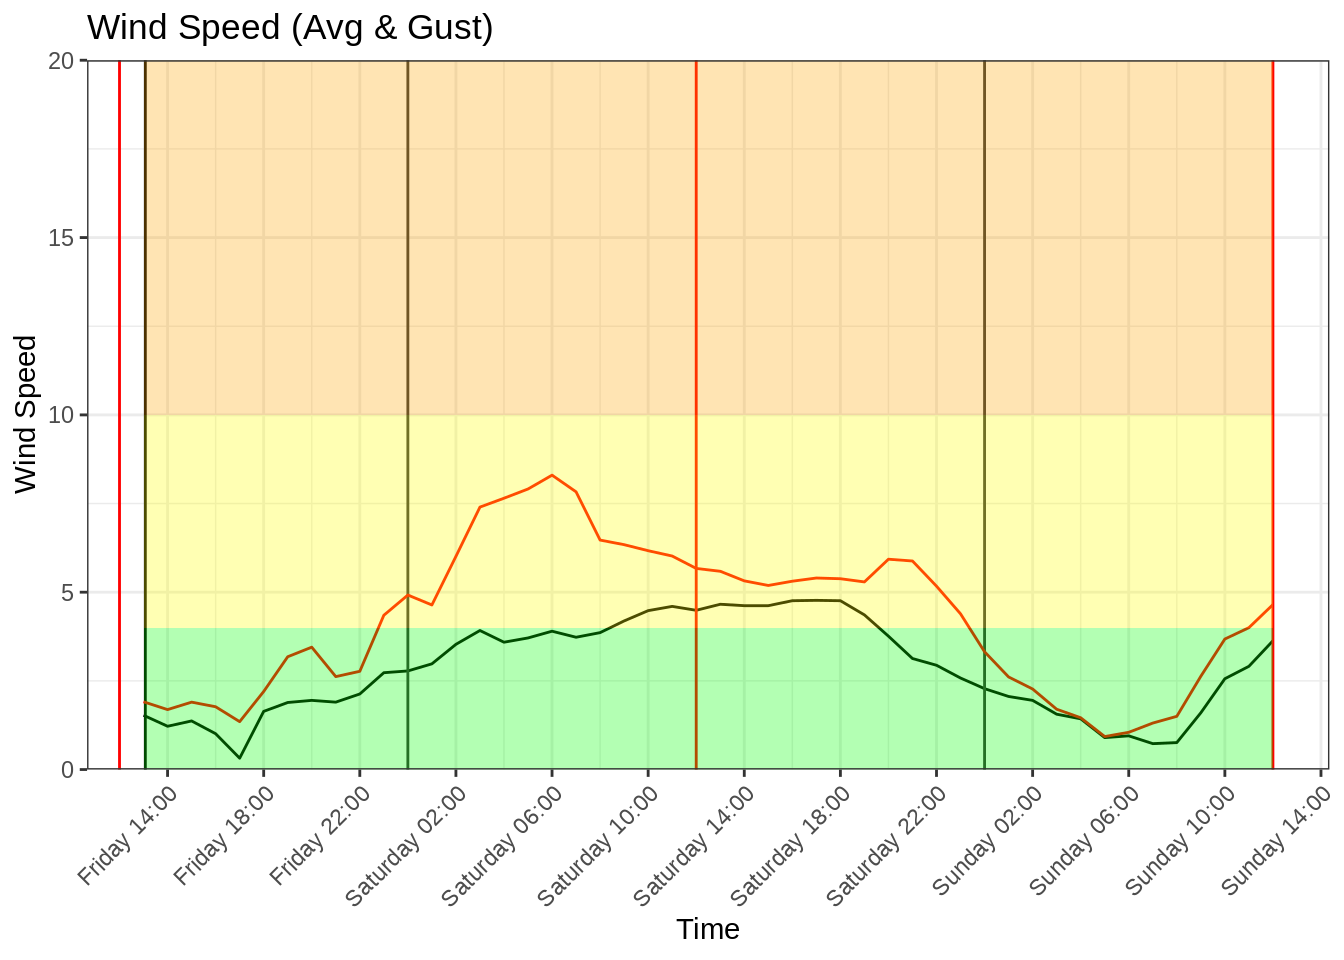 Wind Speed (Avg & Gust)
20
15
10
5
0
Wind Speed
Friday 14:00
Friday 18:00
Friday 22:00
Saturday 02:00
Saturday 06:00
Saturday 10:00
Saturday 14:00
Saturday 18:00
Saturday 22:00
Sunday 02:00
Sunday 06:00
Sunday 10:00
Sunday 14:00
Time